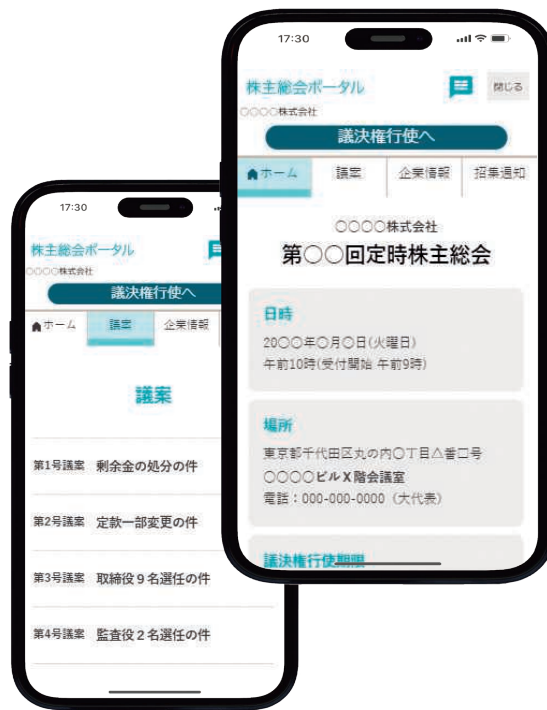 17:30
株主総会ポータル
閉じる
○○○○株式会社
議決権行使へ
ホーム 議案 企業情報 招集通知
○○○○株式会社
第○○回定時株主総会
日時
20○○年○月○日(火曜日)
午前10時(受付開始 午前9時)
場所
東京都千代田区丸の内○丁目△番□号
○○○○ビルX階会議室
電話：000-000-0000（大代表）
議決権行使期限
17:30
株主総会ポータル
○○○○株式会社
議決権行使へ
ホーム 議案 企業情報
議案
第1号議案 剰余金の処分の件
第2号議案 定款一部変更の件
第3号議案 取締役9名選任の件
第4号議案 監査役2名選任の件